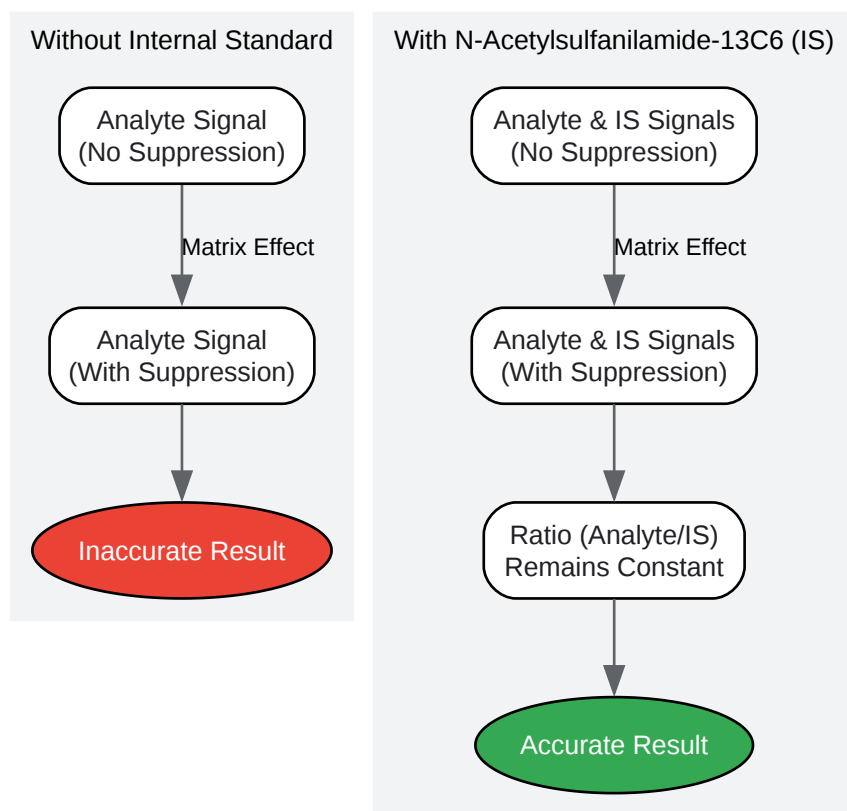 Without Internal Standard
Analyte Signal
(No Suppression)
Matrix Effect
Analyte Signal
(With Suppression)
Inaccurate Result
With N-Acetylsulfanilamide-13C6 (IS)
Analyte & IS Signals
(No Suppression)
Matrix Effect
Analyte & IS Signals
(With Suppression)
Ratio (Analyte/IS)
Remains Constant
Accurate Result